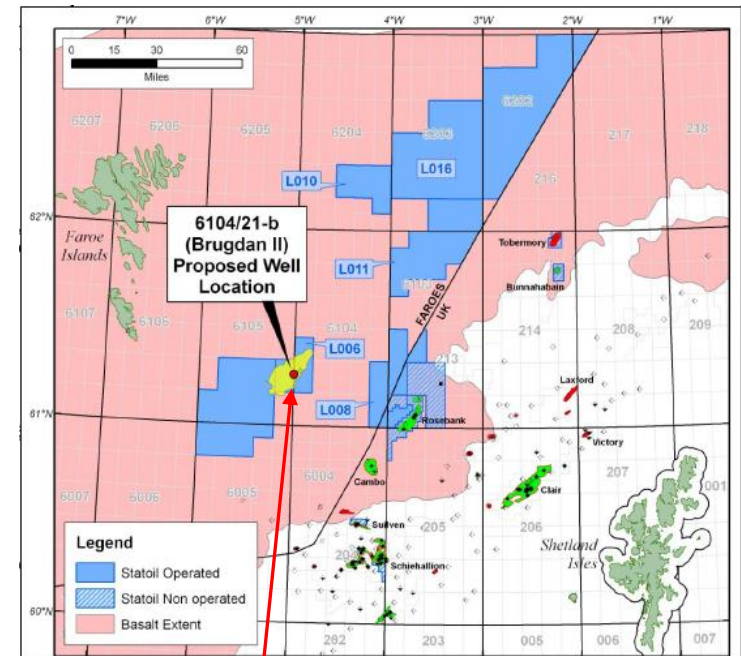 7°W 6°W 5°W 4°W 3°W 2°W 1°W
0 15 30 60
Miles
6207
6206
6205
6204
6203
6202
217
218
L010
L016
216
62°N
6104/21-b
(Brugdan II)
Proposed Well
Location
Faroe
Islands
Tobermory
L011
Bunnahabain
6103
FAROES
UK
6107
6106
6105
6104
214
208
209
L006
213
Laxford
61°N
L008
Rosebank
Victory
6007
6006
6005
6004
Cambo
Clair
207
001
205
206
Suilven
204
Schiehallion
Shetland
Isles
Legend
Statoil Operated
Statoil Non operated
Basalt Extent
60°N
202
203
005
006
007